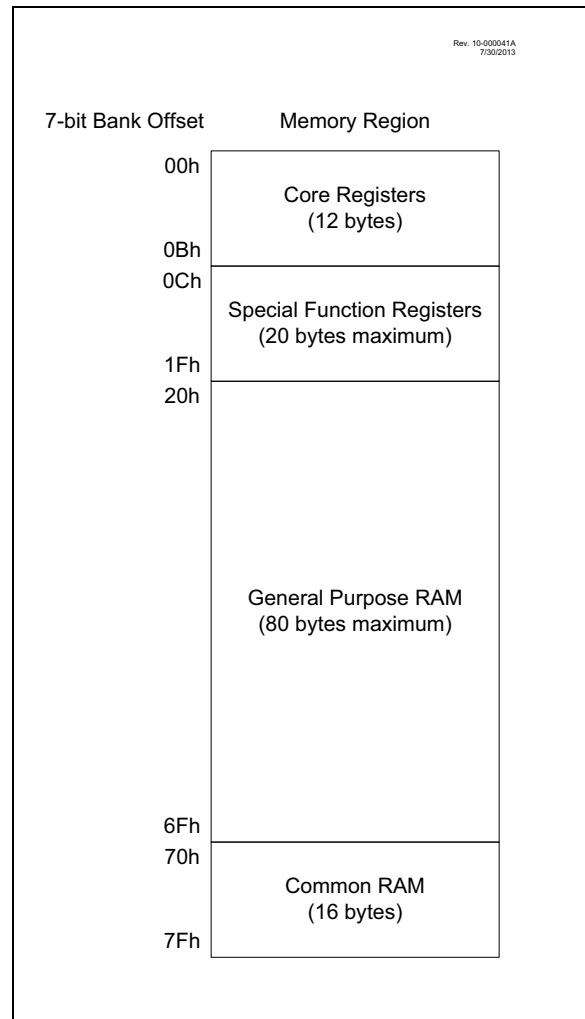 Rev. 10-000041A
7/30/2013
7-bit Bank Offset
Memory Region
00h
Core Registers
(12 bytes)
0Bh
0Ch
Special Function Registers
(20 bytes maximum)
1Fh
20h
General Purpose RAM
(80 bytes maximum)
6Fh
70h
Common RAM
(16 bytes)
7Fh